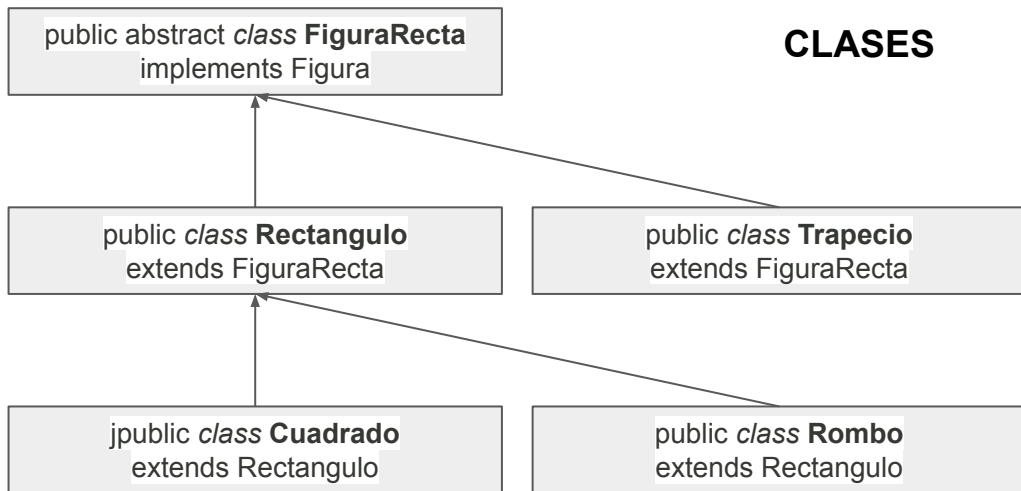 public abstract class FiguraRecta
implements Figura
CLASES
public class Rectangulo
extends FiguraRecta
public class Trapecio
extends FiguraRecta
jpublic class Cuadrado
extends Rectangulo
public class Rombo
extends Rectangulo